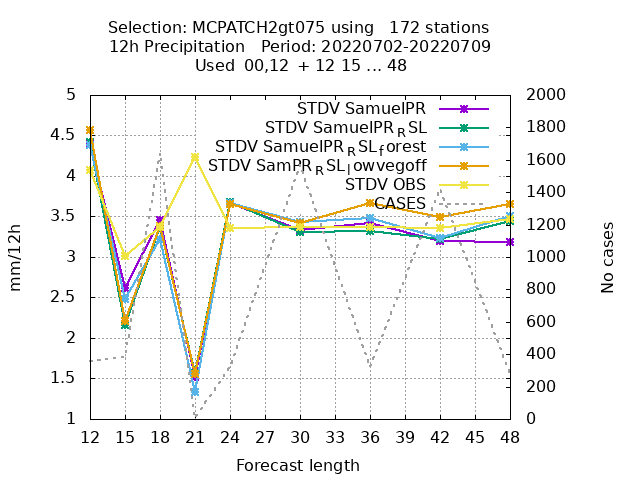 Selection: MCPATCH2gt075 using   172 stations
12h Precipitation   Period: 20220702-20220709
Used  00,12  + 12 15 ... 48
STDV SamuelPR
STDV SamuelPR_RSL
STDV SamuelPR_RSL_forest
STDV SamPR_RSL_lowvegoff
STDV OBS
CASES
5
4.5
4
3.5
3
2.5
2
1.5
1
2000
1800
1600
1400
1200
1000
800
600
400
200
0
mm/12h
No cases
12 15 18 21 24 27 30 33 36 39 42 45 48
Forecast length